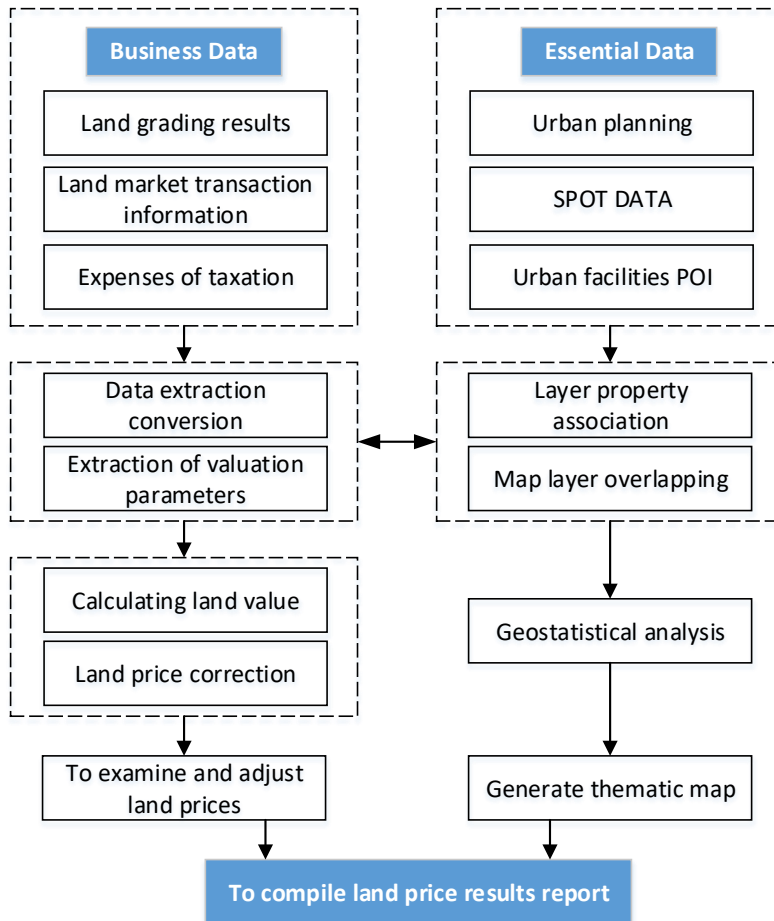 Business Data
Land grading results
Land market transaction
information
Expenses of taxation
Data extraction
conversion
Extraction of valuation
parameters
Calculating land value
Land price correction
To examine and adjust
land prices
Essential Data
Urban planning
SPOT DATA
Urban facilities POI
Layer property
association
Map layer overlapping
Geostatistical analysis
Generate thematic map
To compile land price results report